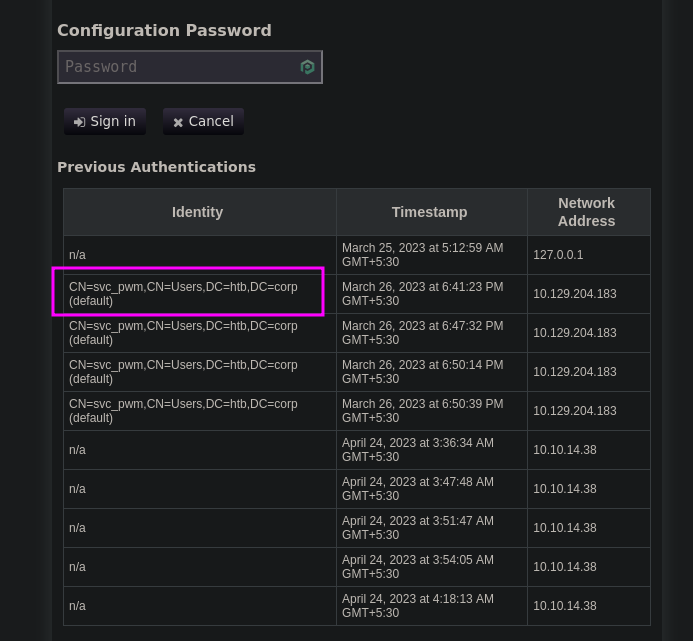 Configuration Password
Password
Sign in
Cancel
Previous Authentications
Identity
Timestamp
Network
Address
n/a
March 25, 2023 at 5:12:59 AM
GMT+5:30
127.0.0.1
CN=svc_pwm,CN=Users,DC=htb,DC=corp
(default)
March 26, 2023 at 6:41:23 PM
GMT+5:30
10.129.204.183
CN=svc_pwm,CN=Users,DC=htb,DC=corp
(default)
March 26, 2023 at 6:47:32 PM
GMT+5:30
10.129.204.183
CN=svc_pwm,CN=Users,DC=htb,DC=corp
(default)
March 26, 2023 at 6:50:14 PM
GMT+5:30
10.129.204.183
CN=svc_pwm,CN=Users,DC=htb,DC=corp
(default)
March 26, 2023 at 6:50:39 PM
GMT+5:30
10.129.204.183
n/a
April 24, 2023 at 3:36:34 AM
GMT+5:30
10.10.14.38
n/a
April 24, 2023 at 3:47:48 AM
GMT+5:30
10.10.14.38
n/a
April 24, 2023 at 3:51:47 AM
GMT+5:30
10.10.14.38
n/a
April 24, 2023 at 3:54:05 AM
GMT+5:30
10.10.14.38
n/a
April 24, 2023 at 4:18:13 AM
GMT+5:30
10.10.14.38